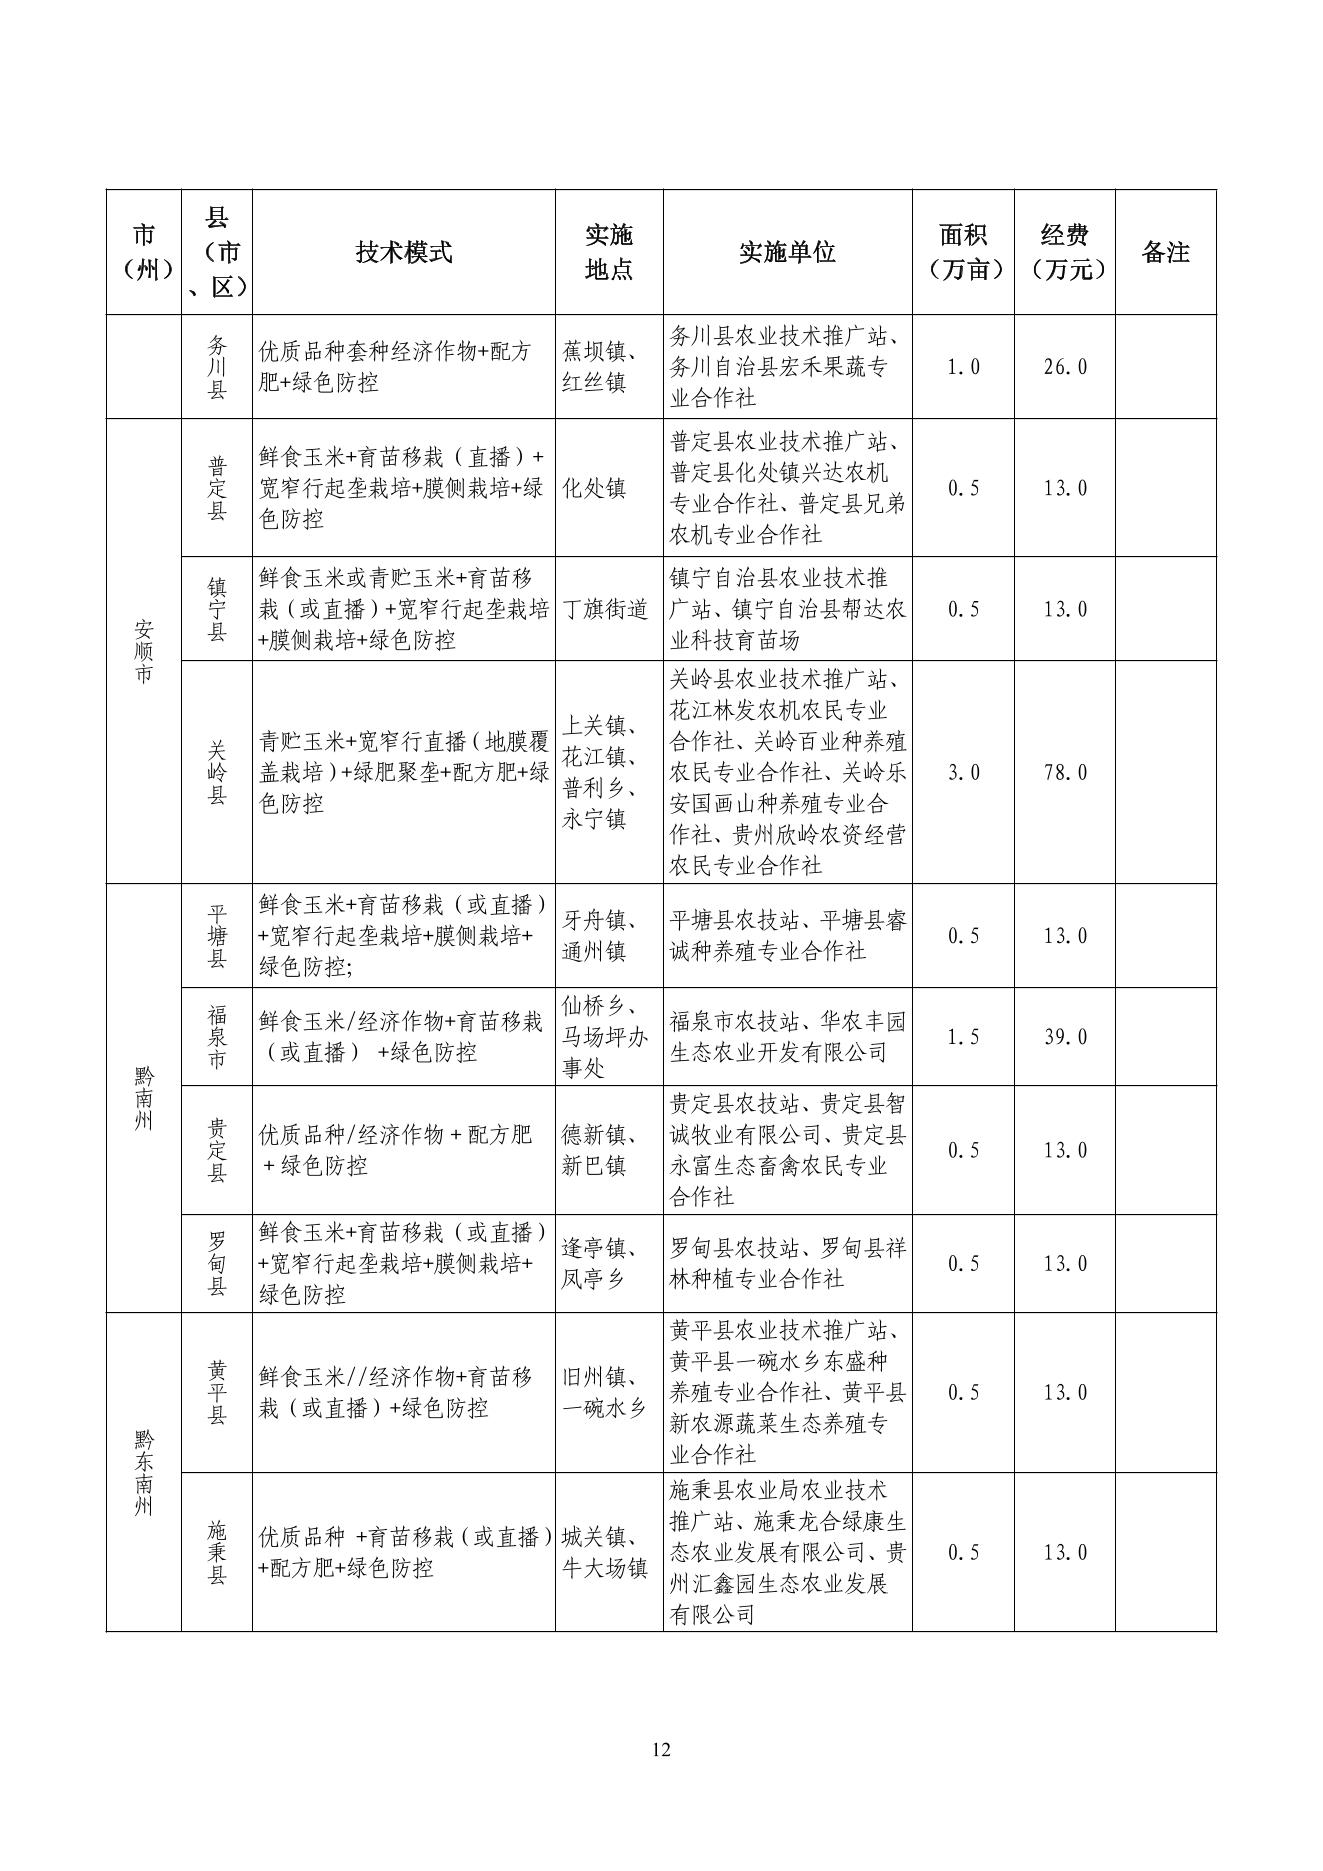 市
（州）
县
（市
、区）
技术模式
实施
地点
实施单位
面积
（万亩）
经费
（万元）
备注
务川县
优质品种套种经济作物+配方
肥+绿色防控
蕉坝镇、
红丝镇
务川县农业技术推广站、
务川自治县宏禾果蔬专
业合作社
1.0
26.0
安顺市
普定县
鲜食玉米+育苗移栽（直播）+
宽窄行起垄栽培+膜侧栽培+绿
色防控
化处镇
普定县农业技术推广站、
普定县化处镇兴达农机
专业合作社、普定县兄弟
农机专业合作社
0.5
13.0
镇宁县
鲜食玉米或青贮玉米+育苗移
栽（或直播）+宽窄行起垄栽培
+膜侧栽培+绿色防控
丁旗街道
镇宁自治县农业技术推
广站、镇宁自治县帮达农
业科技育苗场
0.5
13.0
关岭县
青贮玉米+宽窄行直播（地膜覆
盖栽培）+绿肥聚垄+配方肥+绿
色防控
上关镇、
花江镇、
普利乡、
永宁镇
关岭县农业技术推广站、
花江林发农机农民专业
合作社、关岭百业种养殖
农民专业合作社、关岭乐
安国画山种养殖专业合
作社、贵州欣岭农资经营
农民专业合作社
3.0
78.0
黔南州
平塘县
鲜食玉米+育苗移栽（或直播）
+宽窄行起垄栽培+膜侧栽培+
绿色防控;
牙舟镇、
通州镇
平塘县农技站、平塘县睿
诚种养殖专业合作社
0.5
13.0
福泉市
鲜食玉米/经济作物+育苗移栽
（或直播） +绿色防控
仙桥乡、
马场坪办
事处
福泉市农技站、华农丰园
生态农业开发有限公司
1.5
39.0
贵定县
优质品种/经济作物＋配方肥
＋绿色防控
德新镇、
新巴镇
贵定县农技站、贵定县智
诚牧业有限公司、贵定县
永富生态畜禽农民专业
合作社
0.5
13.0
罗甸县
鲜食玉米+育苗移栽（或直播）
+宽窄行起垄栽培+膜侧栽培+
绿色防控
逢亭镇、
凤亭乡
罗甸县农技站、罗甸县祥
林种植专业合作社
0.5
13.0
黔东南州
黄平县
鲜食玉米//经济作物+育苗移
栽（或直播）+绿色防控
旧州镇、
一碗水乡
黄平县农业技术推广站、
黄平县一碗水乡东盛种
养殖专业合作社、黄平县
新农源蔬菜生态养殖专
业合作社
0.5
13.0
施秉县
优质品种 +育苗移栽（或直播）
+配方肥+绿色防控
城关镇、
牛大场镇
施秉县农业局农业技术
推广站、施秉龙合绿康生
态农业发展有限公司、贵
州汇鑫园生态农业发展
有限公司
0.5
13.0
12